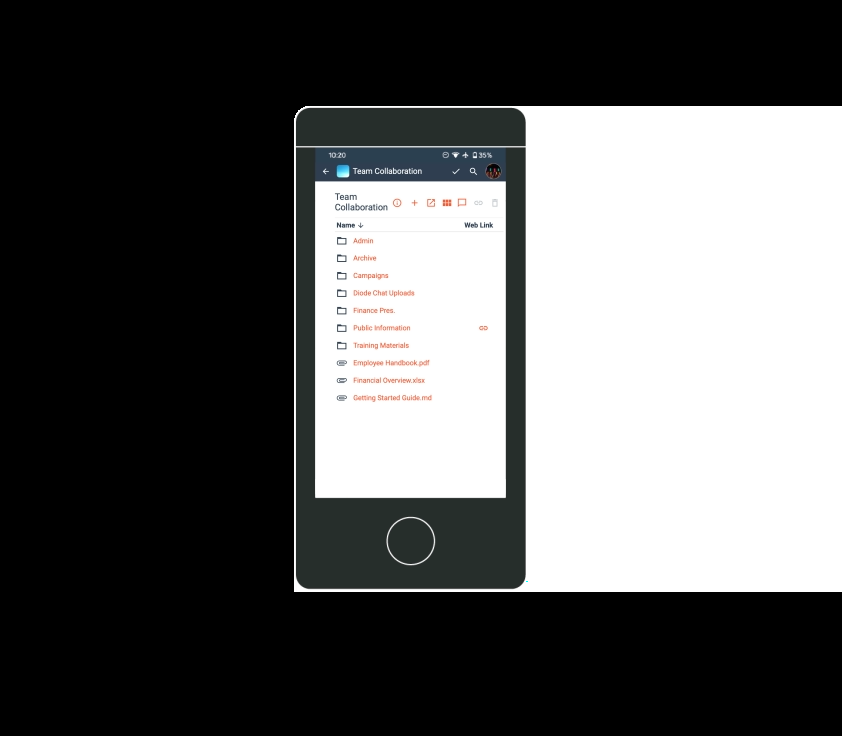 10:20
35%
Team Collaboration
Team
Collaboration
Name
Web Link
Admin
Archive
Campaigns
Diode Chat Uploads
Finance Pres.
Public Information
Training Materials
Employee Handbook.pdf
Financial Overview.xlsx
Getting Started Guide.md